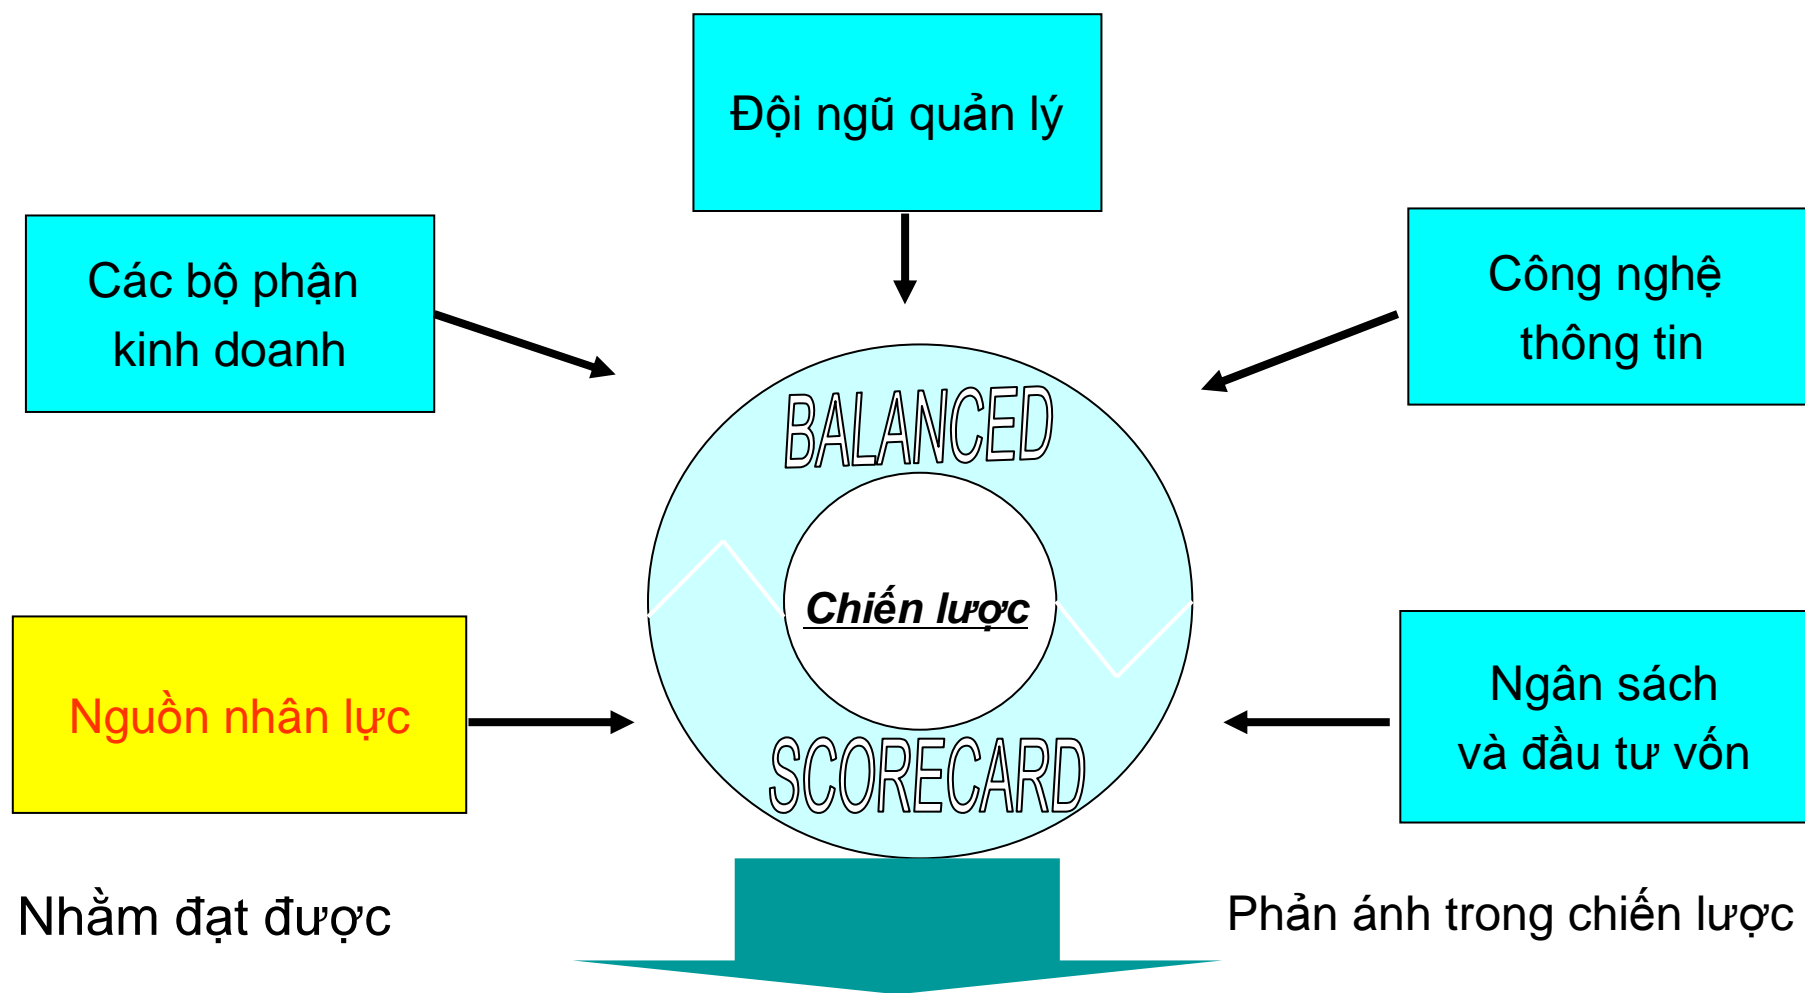 Đội ngũ quản lý
Các bộ phận
kinh doanh
Công nghệ
thông tin
BALANCED
Chiến lược
SCORECARD
Nguồn nhân lực
Ngân sách
và đầu tư vốn
Nhằm đạt được
Phản ánh trong chiến lược